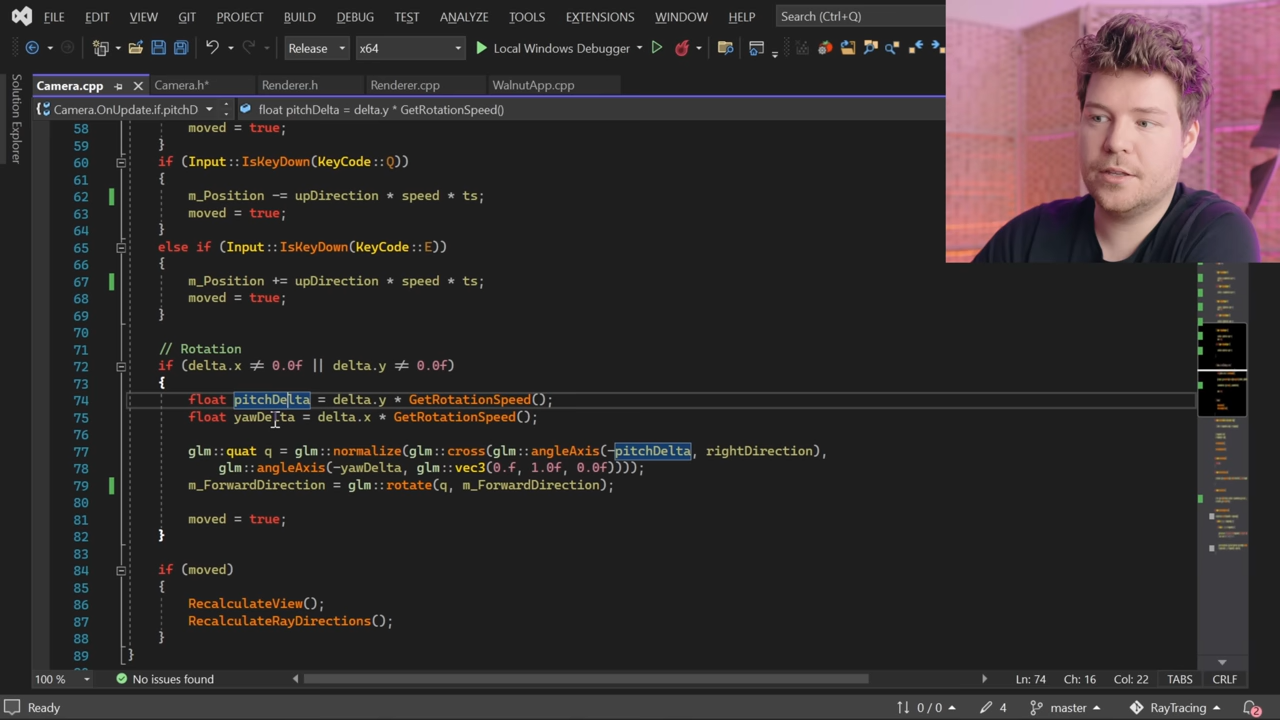 FILE EDIT VIEW GIT PROJECT BUILD DEBUG TEST ANALYZE TOOLS EXTENSIONS WINDOW HELP Search (Ctrl+Q)
Release x64 Local Windows Debugger
Solution Explorer
Camera.cpp Camera.h* Renderer.h Renderer.cpp WalnutApp.cpp
Camera.OnUpdate.if.pitchD float pitchDelta = delta.y * GetRotationSpeed()
58 moved = true;
59 }
60 if (Input::IsKeyDown(KeyCode::Q))
61 {
62 m_Position -= upDirection * speed * ts;
63 moved = true;
64 }
65 else if (Input::IsKeyDown(KeyCode::E))
66 {
67 m_Position += upDirection * speed * ts;
68 moved = true;
69 }
70
71 // Rotation
72 if (delta.x ≠ 0.0f || delta.y ≠ 0.0f)
73 {
74 float pitchDelta = delta.y * GetRotationSpeed();
75 float yawDelta = delta.x * GetRotationSpeed();
76
77 glm::quat q = glm::normalize(glm::cross(glm::angleAxis(-pitchDelta, rightDirection),
78 glm::angleAxis(-yawDelta, glm::vec3(0.f, 1.0f, 0.0f))));
79 m_ForwardDirection = glm::rotate(q, m_ForwardDirection);
80
81 moved = true;
82 }
83
84 if (moved)
85 {
86 RecalculateView();
87 RecalculateRayDirections();
88 }
89 }
100 % No issues found Ln: 74 Ch: 16 Col: 22 TABS CRLF
Ready 0 / 0 4 master RayTracing 2